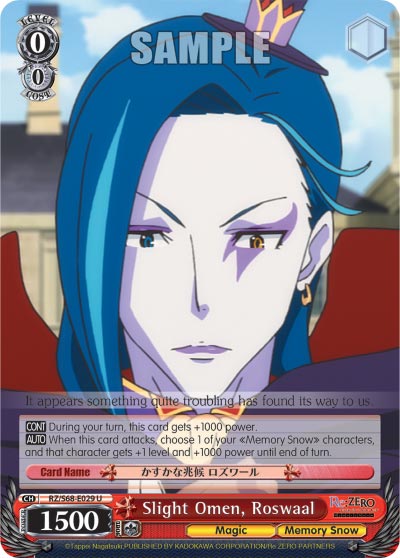 LEVEL
0
0
COST
SAMPLE
It appears something quite troubling has found its way to us.
CONT During your turn, this card gets +1000 power.
AUTO When this card attacks, choose 1 of your «Memory Snow» characters,
and that character gets +1 level and +1000 power until end of turn.
Card Name かすかな兆候 ロズワール
CH RZ/S68-E029 U
POWER 1500
Slight Omen, Roswaal
Re:ZERO
Magic Memory Snow
©Tappei Nagatsuki,PUBLISHED BY KADOKAWA CORPORATION/Re:ZERO PARTNERS